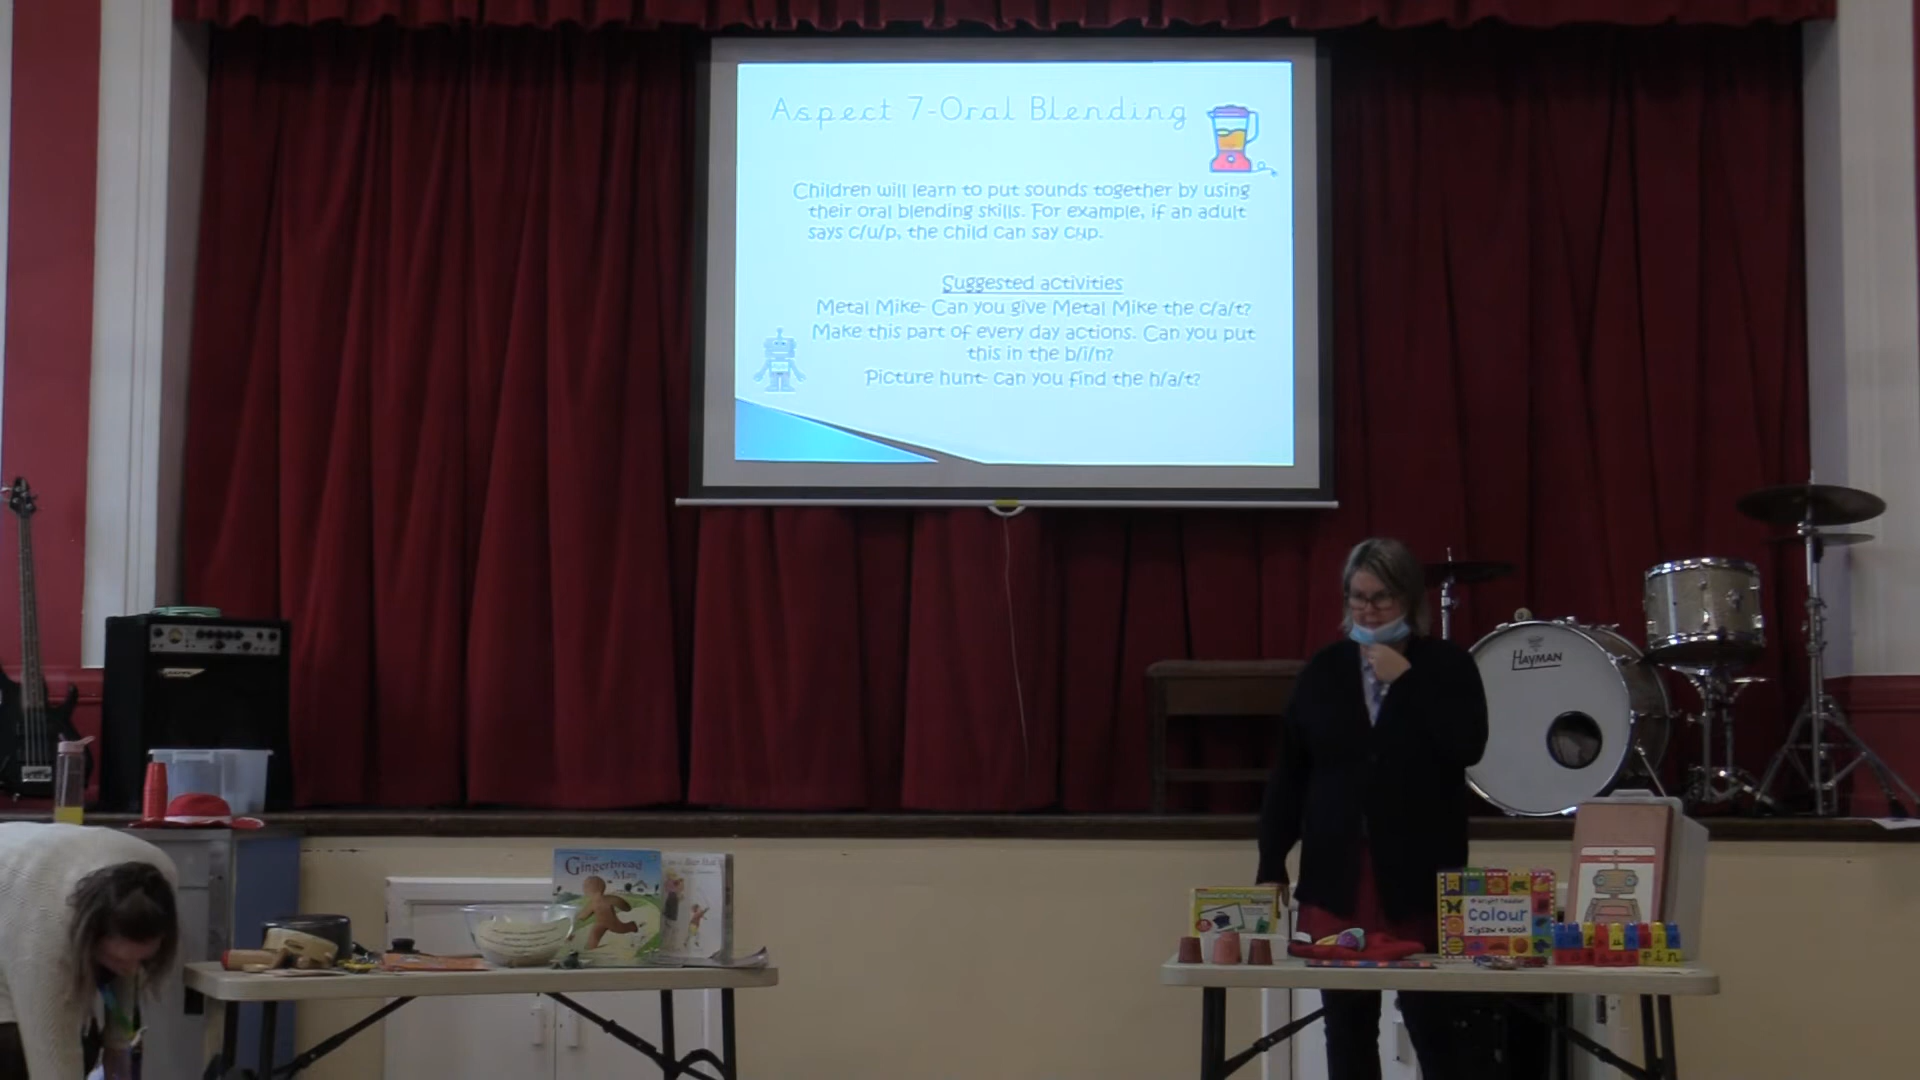 Aspect 7-Oral Blending
Children will learn to put sounds together by using
their oral blending skills. For example, if an adult
says c/u/p, the child can say cup.
Suggested activities
Metal Mike- Can you give Metal Mike the c/a/t?
Make this part of every day actions. Can you put
this in the b/i/n?
Picture hunt- can you find the h/a/t?
HAYMAN
Gingerbread
Man
Bright Toddler
Colour
jigsaw + book
pin